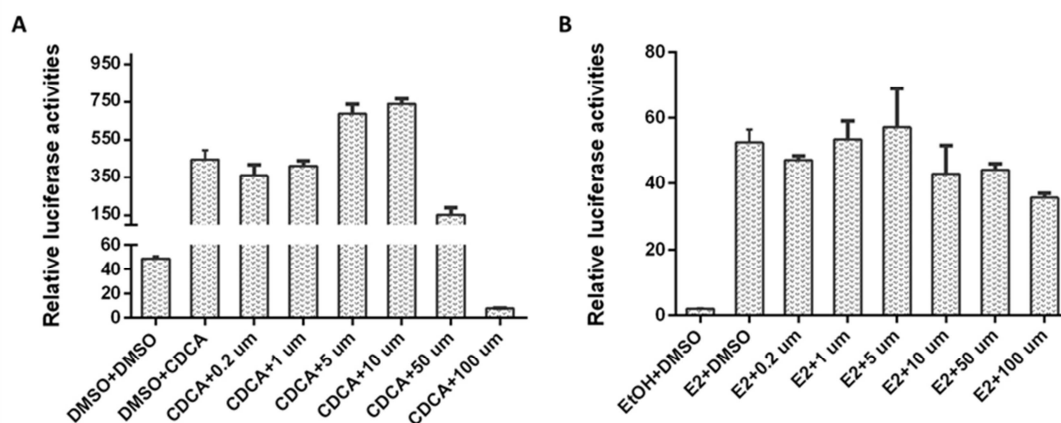 A
Relative luciferase activities
950
750
550
350
150
60
40
20
0
DMSO+DMSO
DMSO+CDCA
CDCA+0.2 um
CDCA+1 um
CDCA+5 um
CDCA+10 um
CDCA+50 um
CDCA+100 um
B
Relative luciferase activities
80
60
40
20
0
EtOH+DMSO
E2+DMSO
E2+0.2 um
E2+1 um
E2+5 um
E2+10 um
E2+50 um
E2+100 um